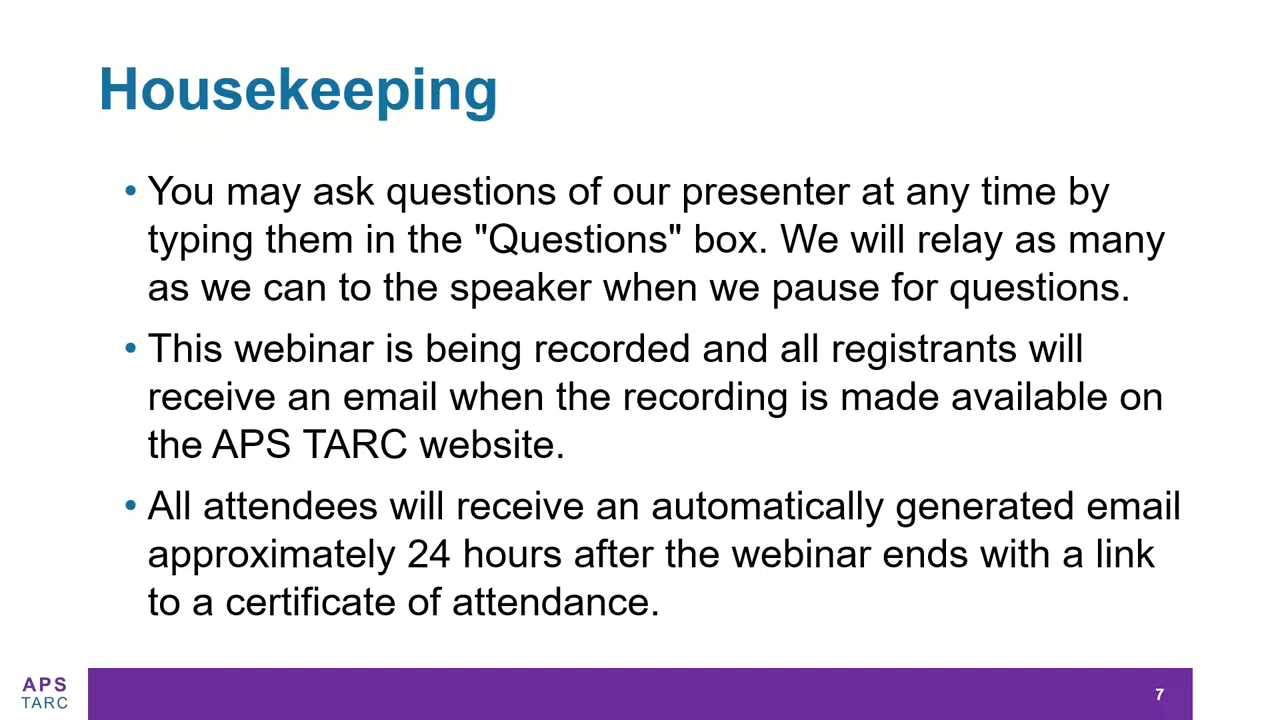 Housekeeping
• You may ask questions of our presenter at any time by
typing them in the "Questions" box. We will relay as many
as we can to the speaker when we pause for questions.
• This webinar is being recorded and all registrants will
receive an email when the recording is made available on
the APS TARC website.
• All attendees will receive an automatically generated email
approximately 24 hours after the webinar ends with a link
to a certificate of attendance.
APS
TARC
7